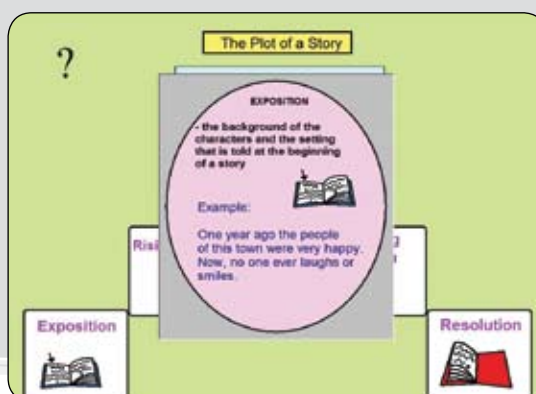 ?
The Plot of a Story
EXPOSITION
- the background of the
characters and the setting
that is told at the beginning
of a story
Example:
One year ago the people
of this town were very happy.
Now, no one ever laughs or
smiles.
Exposition
Resolution